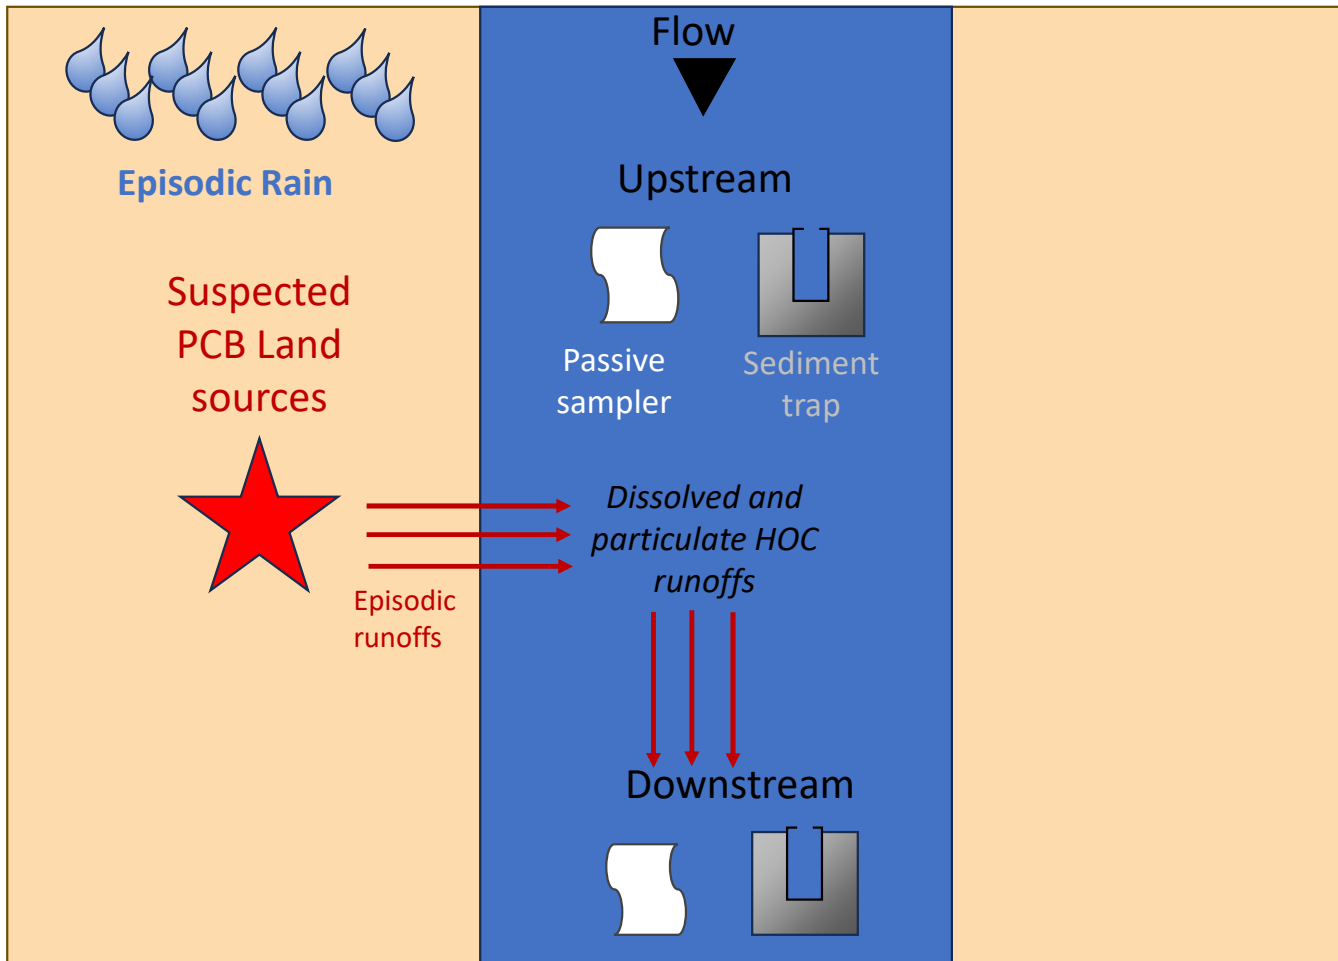 Flow
Episodic Rain
Upstream
Suspected
PCB Land
sources
Passive
sampler
Sediment
trap
Dissolved and
particulate HOC
runoffs
Episodic
runoffs
Downstream